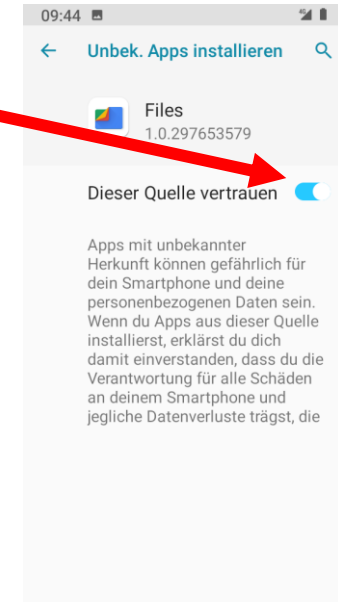 09:44
Unbek. Apps installieren
Files
1.0.297653579
Dieser Quelle vertrauen
Apps mit unbekannter
Herkunft können gefährlich für
dein Smartphone und deine
personenbezogenen Daten sein.
Wenn du Apps aus dieser Quelle
installierst, erklärst du dich
damit einverstanden, dass du die
Verantwortung für alle Schäden
an deinem Smartphone und
jegliche Datenverluste trägst, die